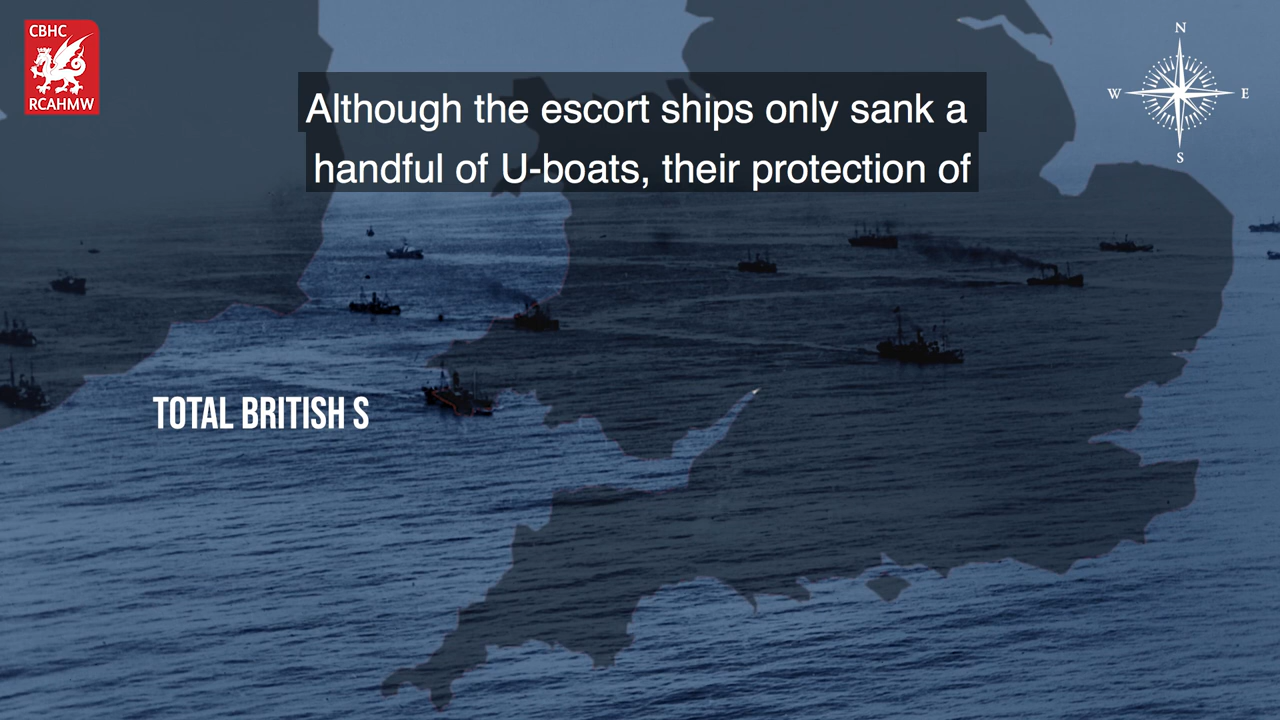 CBHC
RCAHMW
Although the escort ships only sank a
handful of U-boats, their protection of
N
W
E
S
TOTAL BRITISH S